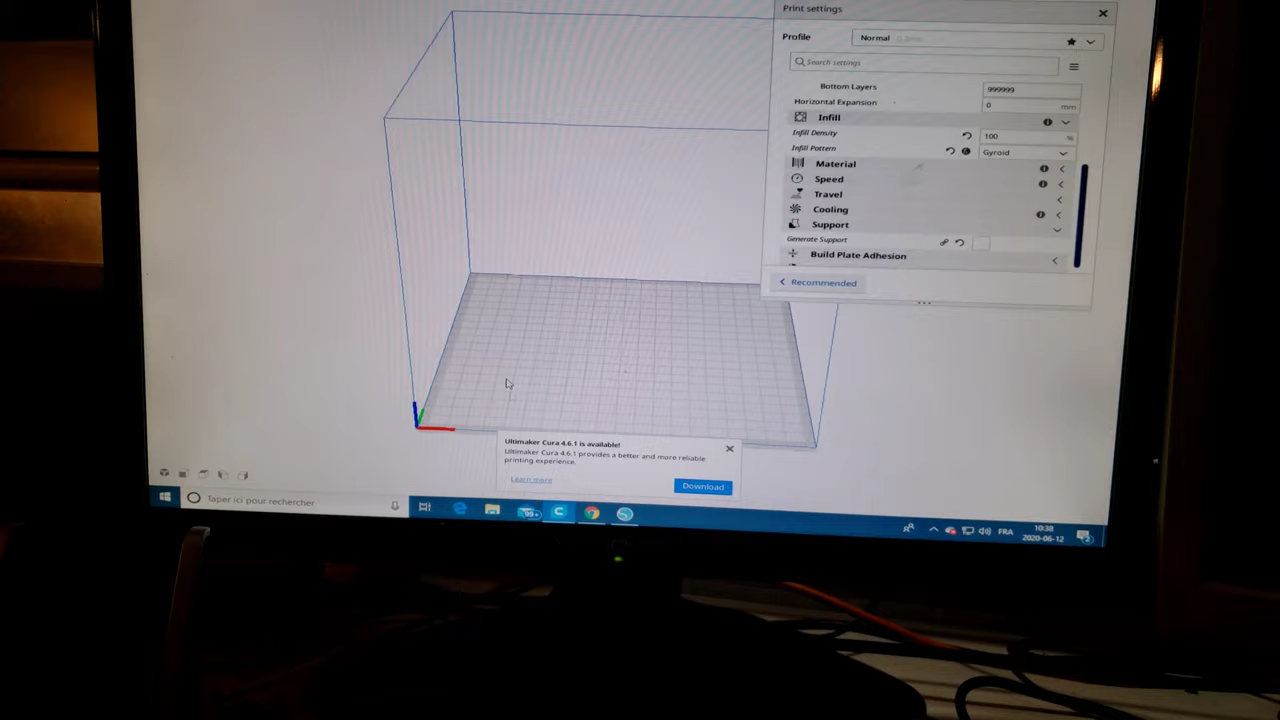 Print settings
Profile
Normal
Search settings
Bottom Layers 999999
Horizontal Expansion 0 mm
Infill
Infill Density 100 %
Infill Pattern Gyroid
Material
Speed
Travel
Cooling
Support
Generate Support
Build Plate Adhesion
Recommended
Ultimaker Cura 4.6.1 is available!
Ultimaker Cura 4.6.1 provides a better and more reliable
printing experience.
Learn more
Download
Taper ici pour rechercher
99+
FRA
10:38
2020-06-12